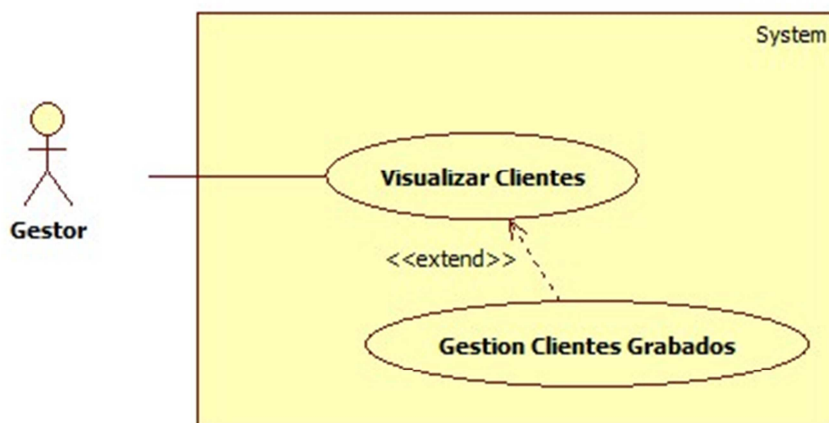 System
Visualizar Clientes
Gestor
<<extend>>
Gestion Clientes Grabados